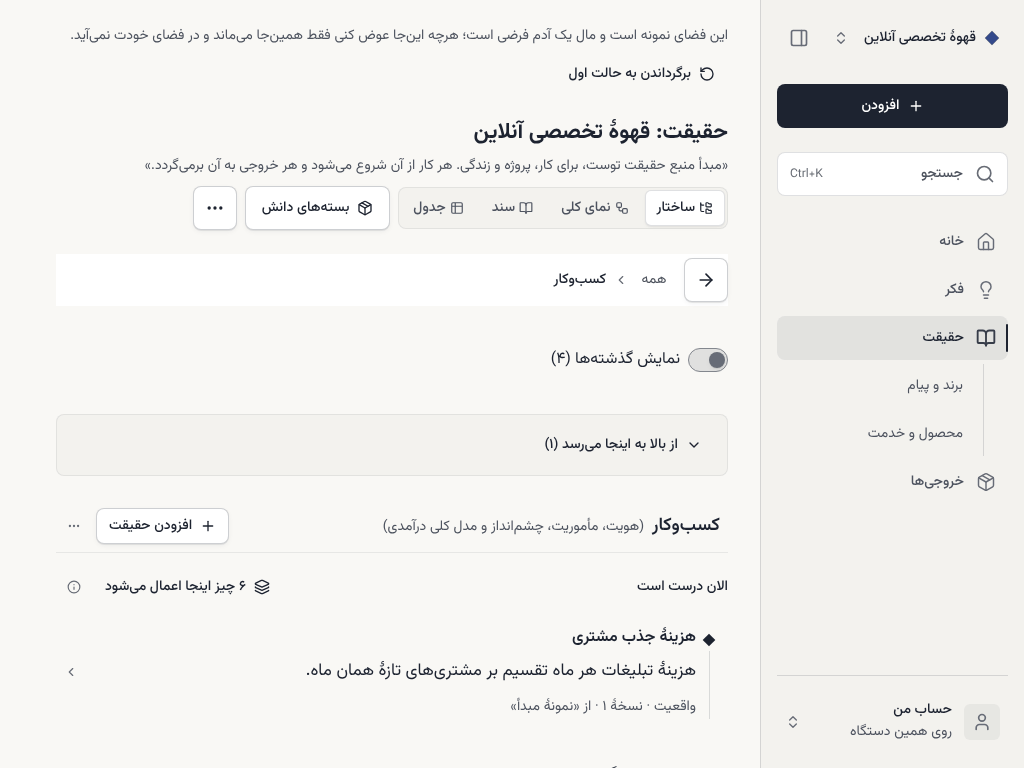 قهوهٔ تخصصی آنلاین
افزودن
جستجو
Ctrl+K
خانه
فکر
حقیقت
برند و پیام
محصول و خدمت
خروجی‌ها
حساب من
روی همین دستگاه
این فضای نمونه است و مال یک آدم فرضی است؛ هرچه این‌جا عوض کنی فقط همین‌جا می‌ماند و در فضای خودت نمی‌آید.
برگرداندن به حالت اول
حقیقت: قهوهٔ تخصصی آنلاین
«مبدأ منبع حقیقت توست، برای کار، پروژه و زندگی. هر کار از آن شروع می‌شود و هر خروجی به آن برمی‌گردد.»
ساختار
نمای کلی
سند
جدول
بسته‌های دانش
همه
کسب‌وکار
نمایش گذشته‌ها (۴)
از بالا به اینجا می‌رسد (۱)
کسب‌وکار (هویت، مأموریت، چشم‌انداز و مدل کلی درآمدی)
افزودن حقیقت
الان درست است
۶ چیز اینجا اعمال می‌شود
هزینهٔ جذب مشتری
هزینهٔ تبلیغات هر ماه تقسیم بر مشتری‌های تازهٔ همان ماه.
واقعیت · نسخهٔ ۱ · از «نمونهٔ مبدأ»